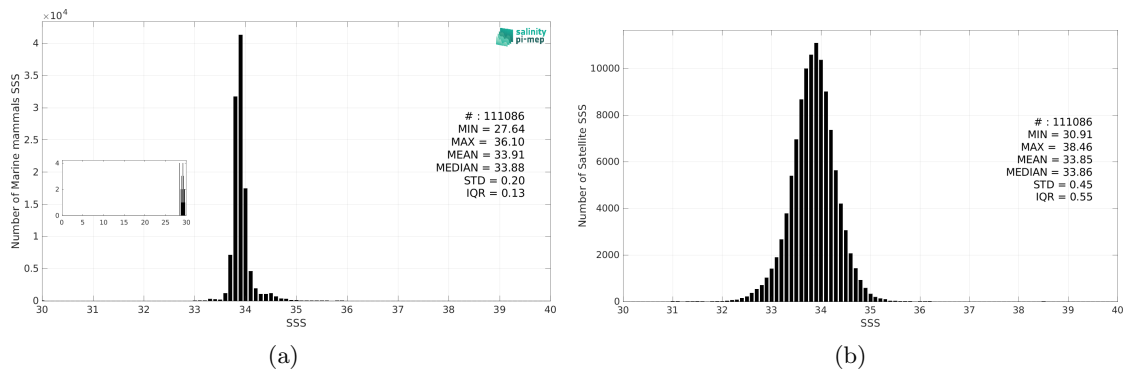 ×10⁴
salinity
pi-mep
4
3.5
3
2.5
2
1.5
1
0.5
0
Number of Marine mammals SSS
# : 111086
MIN = 27.64
MAX = 36.10
MEAN = 33.91
MEDIAN = 33.88
STD = 0.20
IQR = 0.13
4
2
0
0 5 10 15 20 25 30
30 31 32 33 34 35 36 37 38 39 40
SSS
(a)
10000
8000
6000
4000
2000
0
Number of Satellite SSS
# : 111086
MIN = 30.91
MAX = 38.46
MEAN = 33.85
MEDIAN = 33.86
STD = 0.45
IQR = 0.55
30 31 32 33 34 35 36 37 38 39 40
SSS
(b)